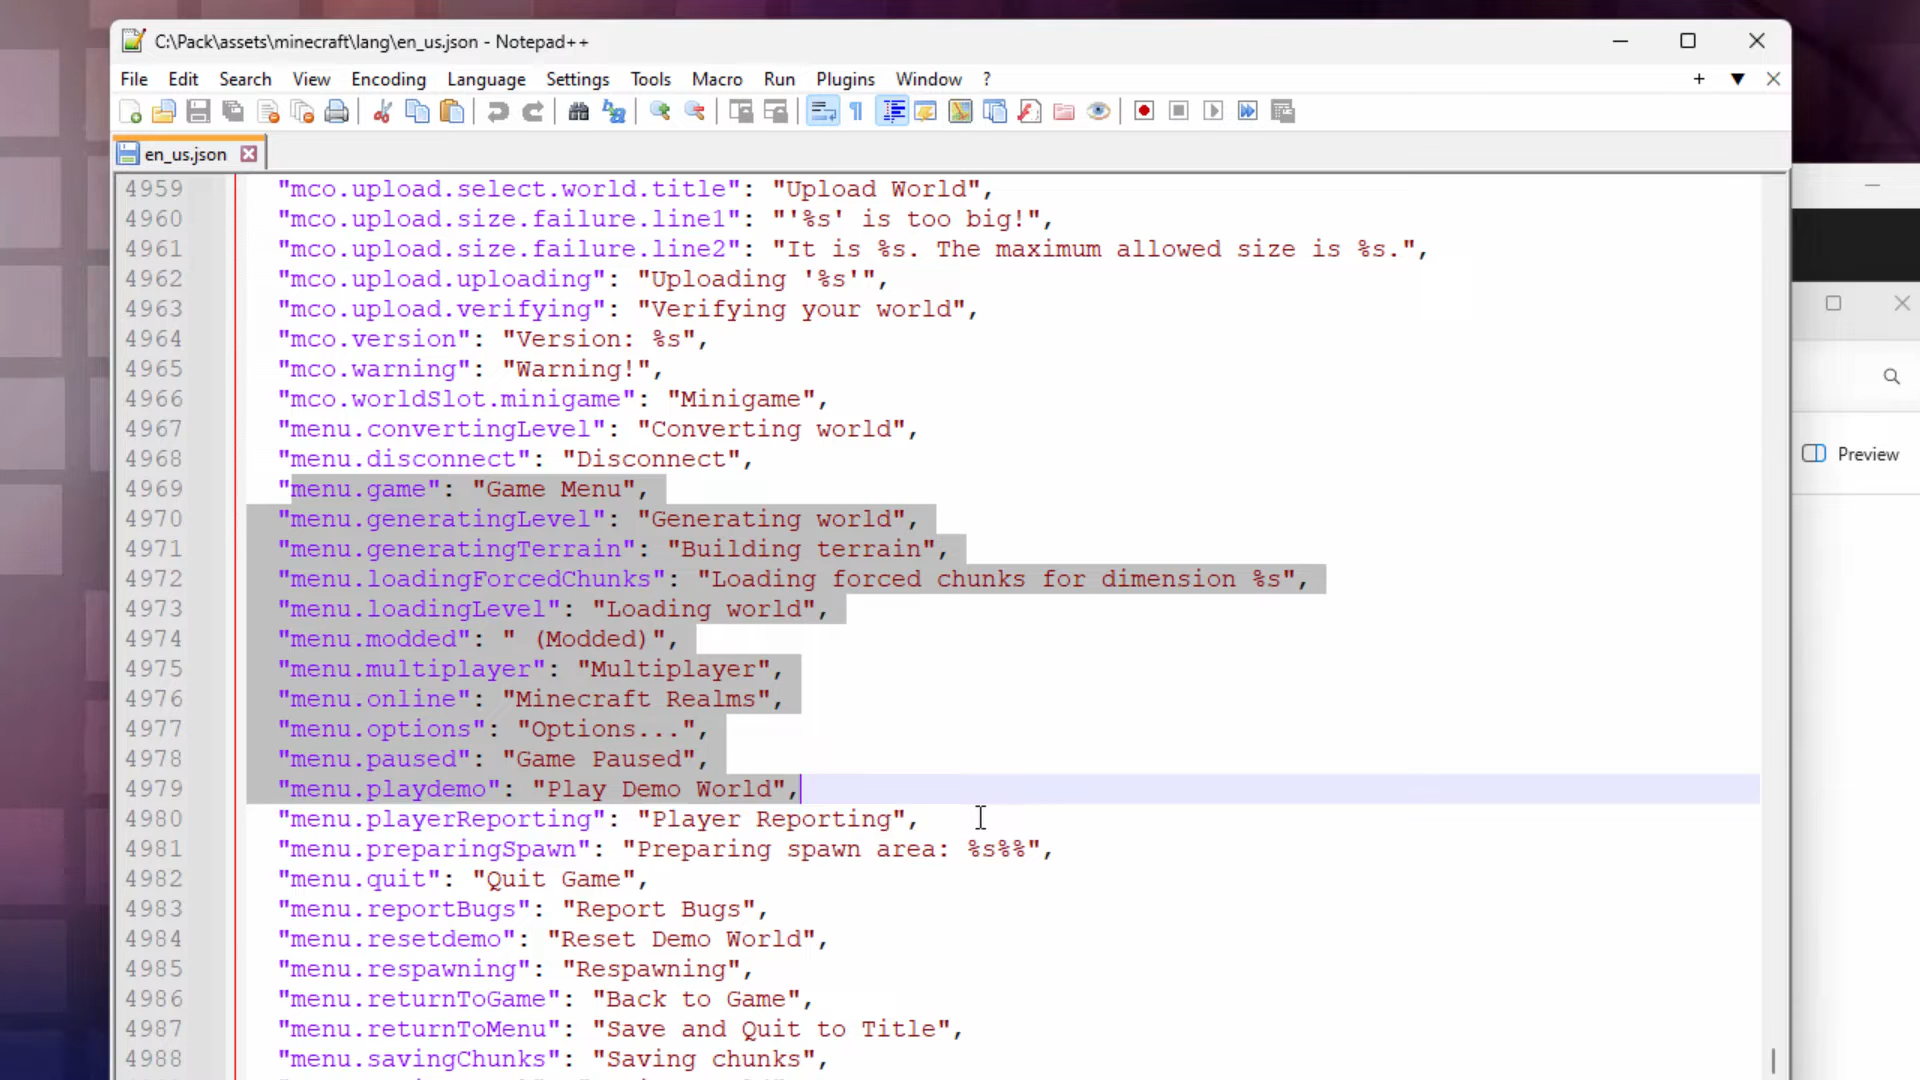 C:\Pack\assets\minecraft\lang\en_us.json - Notepad++
File Edit Search View Encoding Language Settings Tools Macro Run Plugins Window ?
en_us.json
4959 "mco.upload.select.world.title": "Upload World",
4960 "mco.upload.size.failure.line1": "'%s' is too big!",
4961 "mco.upload.size.failure.line2": "It is %s. The maximum allowed size is %s.",
4962 "mco.upload.uploading": "Uploading '%s'",
4963 "mco.upload.verifying": "Verifying your world",
4964 "mco.version": "Version: %s",
4965 "mco.warning": "Warning!",
4966 "mco.worldSlot.minigame": "Minigame",
4967 "menu.convertingLevel": "Converting world",
4968 "menu.disconnect": "Disconnect",
4969 "menu.game": "Game Menu",
4970 "menu.generatingLevel": "Generating world",
4971 "menu.generatingTerrain": "Building terrain",
4972 "menu.loadingForcedChunks": "Loading forced chunks for dimension %s",
4973 "menu.loadingLevel": "Loading world",
4974 "menu.modded": " (Modded)",
4975 "menu.multiplayer": "Multiplayer",
4976 "menu.online": "Minecraft Realms",
4977 "menu.options": "Options...",
4978 "menu.paused": "Game Paused",
4979 "menu.playdemo": "Play Demo World",
4980 "menu.playerReporting": "Player Reporting",
4981 "menu.preparingSpawn": "Preparing spawn area: %s%%",
4982 "menu.quit": "Quit Game",
4983 "menu.reportBugs": "Report Bugs",
4984 "menu.resetdemo": "Reset Demo World",
4985 "menu.respawning": "Respawning",
4986 "menu.returnToGame": "Back to Game",
4987 "menu.returnToMenu": "Save and Quit to Title",
4988 "menu.savingChunks": "Saving chunks",
Preview